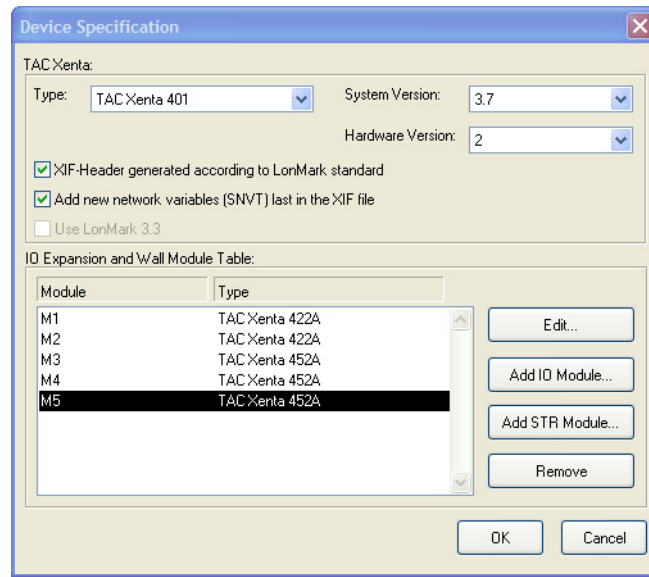 Device Specification
TAC Xenta:
Type: TAC Xenta 401 System Version: 3.7
Hardware Version: 2
XIF-Header generated according to LonMark standard
Add new network variables (SNVT) last in the XIF file
Use LonMark 3.3
IO Expansion and Wall Module Table:
Module Type
M1 TAC Xenta 422A
M2 TAC Xenta 422A
M3 TAC Xenta 452A
M4 TAC Xenta 452A
M5 TAC Xenta 452A
Edit...
Add IO Module...
Add STR Module...
Remove
OK Cancel